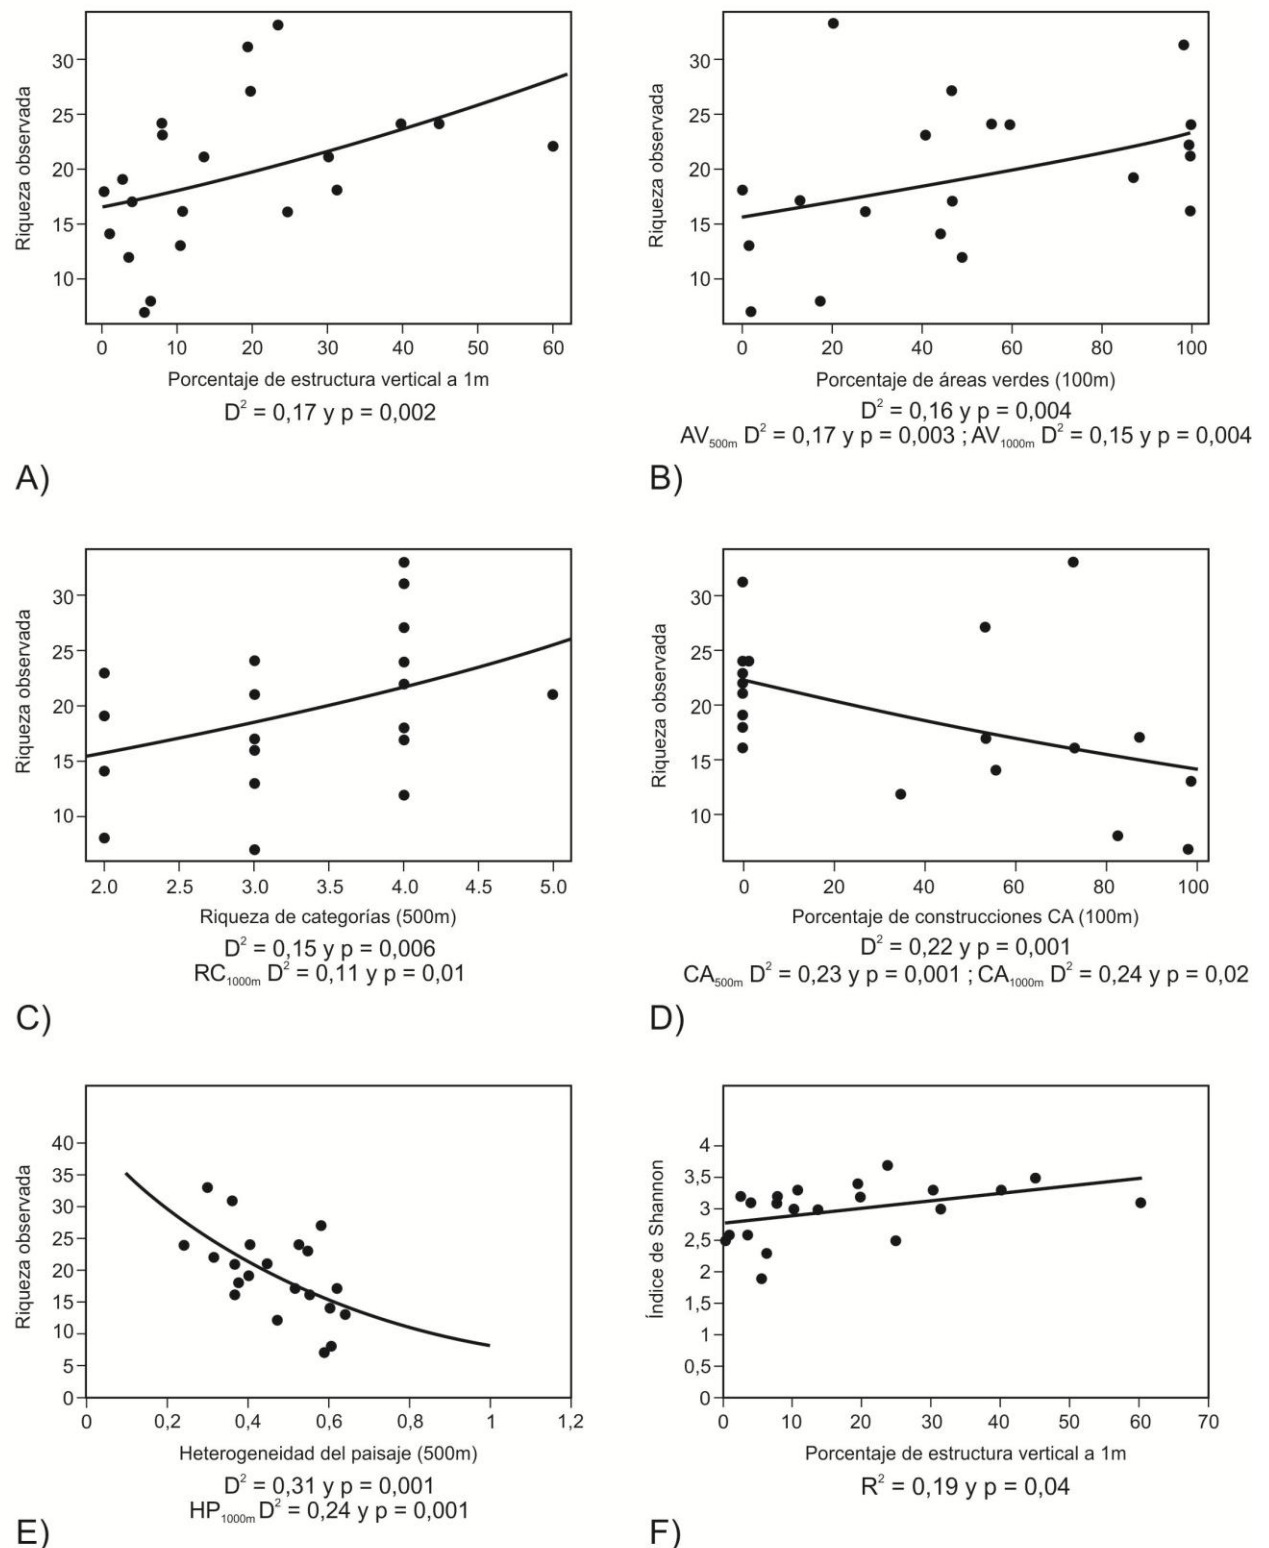 Riqueza observada
30
25
20
15
10
0 10 20 30 40 50 60
Porcentaje de estructura vertical a 1m
D² = 0,17 y p = 0,002
A)
Riqueza observada
30
25
20
15
10
0 20 40 60 80 100
Porcentaje de áreas verdes (100m)
D² = 0,16 y p = 0,004
AV500m D² = 0,17 y p = 0,003 ; AV1000m D² = 0,15 y p = 0,004
B)
Riqueza observada
30
25
20
15
10
2.0 2.5 3.0 3.5 4.0 4.5 5.0
Riqueza de categorías (500m)
D² = 0,15 y p = 0,006
RC1000m D² = 0,11 y p = 0,01
C)
Riqueza observada
30
25
20
15
10
0 20 40 60 80 100
Porcentaje de construcciones CA (100m)
D² = 0,22 y p = 0,001
CA500m D² = 0,23 y p = 0,001 ; CA1000m D² = 0,24 y p = 0,02
D)
Riqueza observada
40
35
30
25
20
15
10
5
0
0 0,2 0,4 0,6 0,8 1 1,2
Heterogeneidad del paisaje (500m)
D² = 0,31 y p = 0,001
HP1000m D² = 0,24 y p = 0,001
E)
Índice de Shannon
4
3,5
3
2,5
2
1,5
1
0,5
0
0 10 20 30 40 50 60 70
Porcentaje de estructura vertical a 1m
R² = 0,19 y p = 0,04
F)